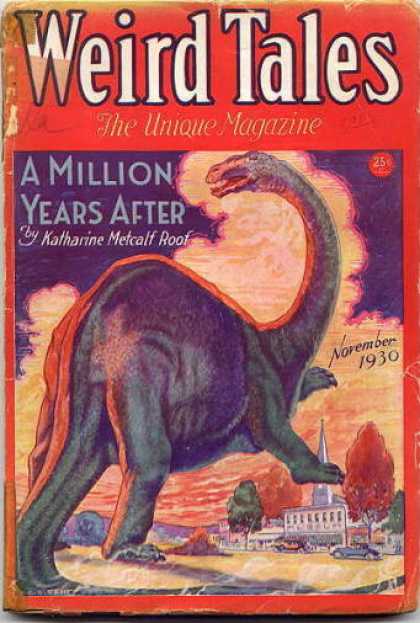 Weird Tales
The Unique Magazine
25¢
A MILLION
YEARS AFTER
by Katharine Metcalf Roof
November
1930